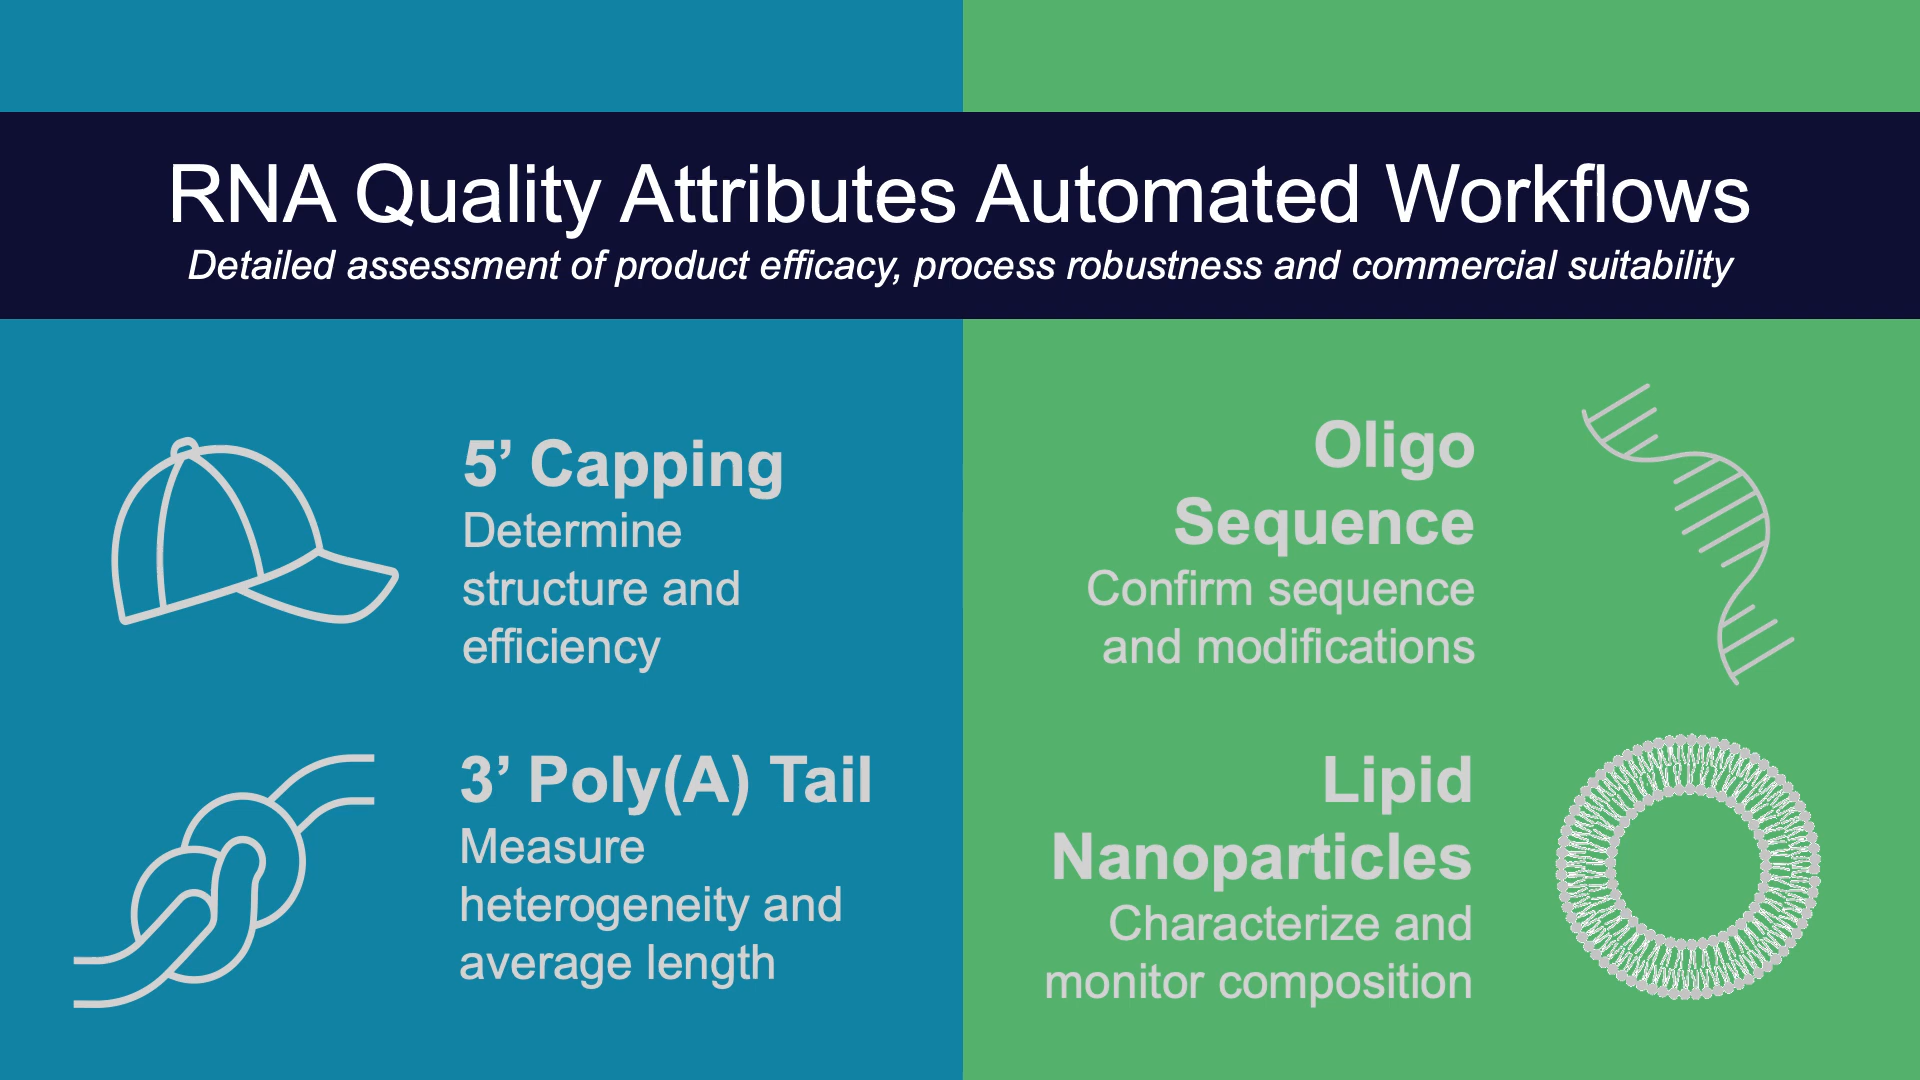 RNA Quality Attributes Automated Workflows
Detailed assessment of product efficacy, process robustness and commercial suitability
5’ Capping
Determine
structure and
efficiency
3’ Poly(A) Tail
Measure
heterogeneity and
average length
Oligo
Sequence
Confirm sequence
and modifications
Lipid
Nanoparticles
Characterize and
monitor composition